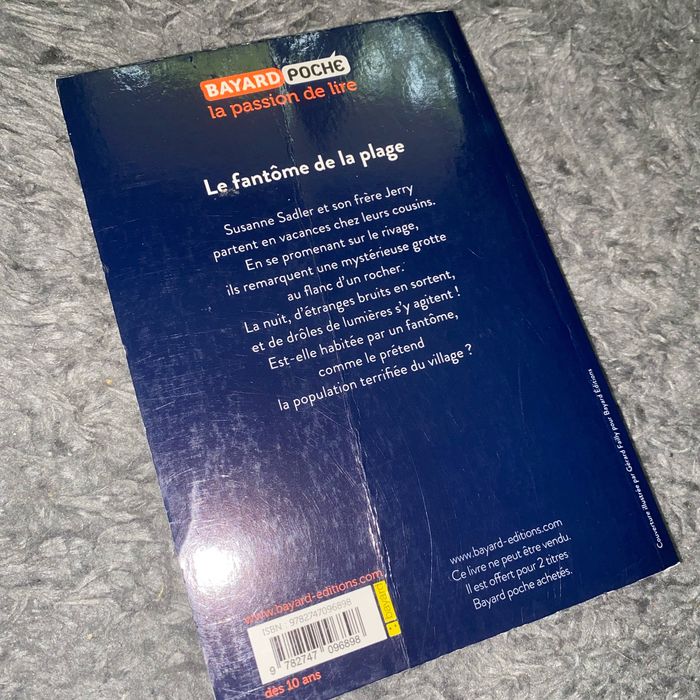 BAYARD POCHE
la passion de lire
Le fantôme de la plage
Susanne Sadler et son frère Jerry
partent en vacances chez leurs cousins.
En se promenant sur le rivage,
ils remarquent une mystérieuse grotte
au flanc d'un rocher.
La nuit, d'étranges bruits en sortent,
et de drôles de lumières s'y agitent !
Est-elle habitée par un fantôme,
comme le prétend
la population terrifiée du village ?
Couverture illustrée par Gérard Failly pour Bayard Éditions
www.bayard-editions.com
Ce livre ne peut être vendu.
Il est offert pour 2 titres
Bayard poche achetés.
www.bayard-editions.com
ISBN : 9782747096898
bayard
9 782747 096898
dès 10 ans